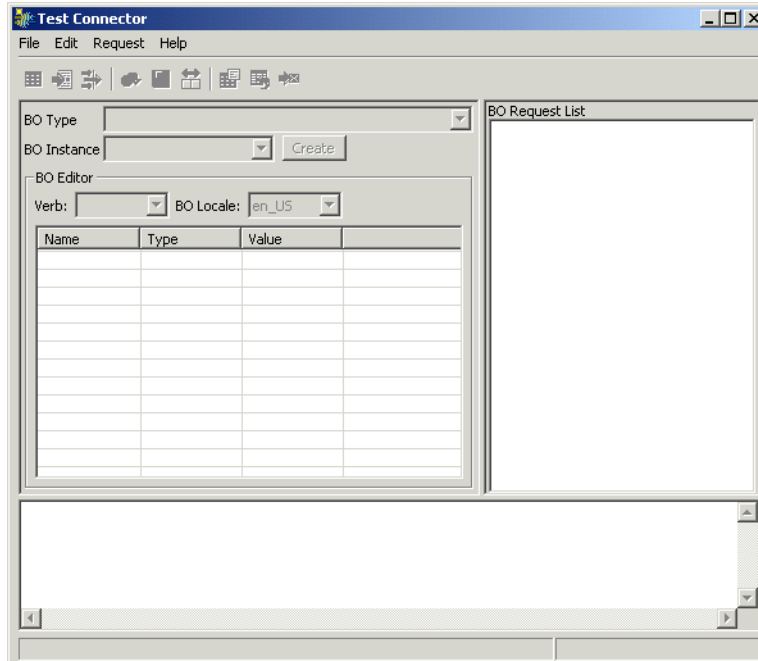 Test Connector
File Edit Request Help
BO Type
BO Request List
BO Instance Create
BO Editor
Verb: BO Locale: en_US
Name Type Value